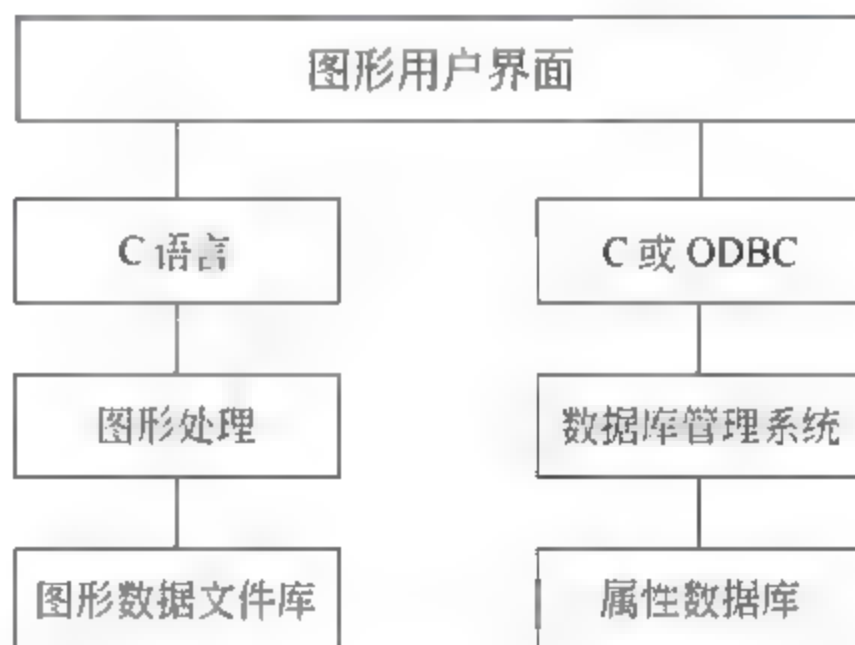 图形用户界面
C 语言
C 或 ODBC
图形处理
数据库管理系统
图形数据文件库
属性数据库